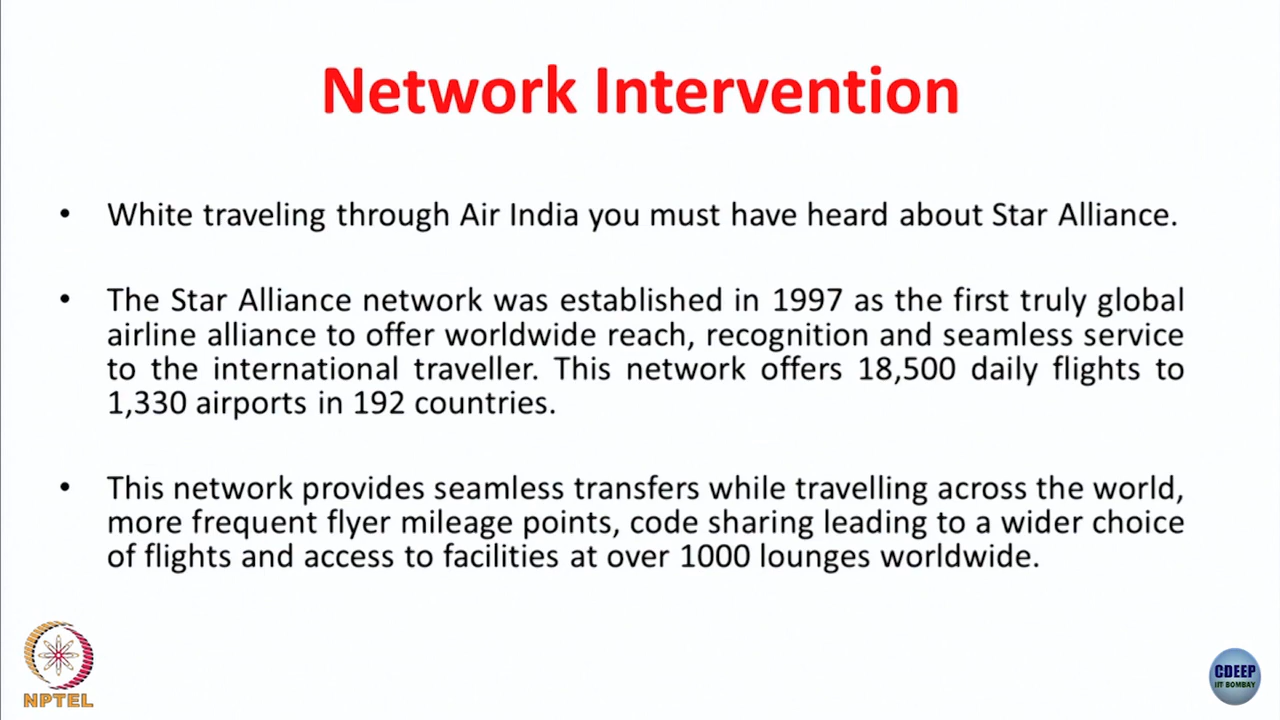 Network Intervention
• White traveling through Air India you must have heard about Star Alliance.
• The Star Alliance network was established in 1997 as the first truly global
airline alliance to offer worldwide reach, recognition and seamless service
to the international traveller. This network offers 18,500 daily flights to
1,330 airports in 192 countries.
• This network provides seamless transfers while travelling across the world,
more frequent flyer mileage points, code sharing leading to a wider choice
of flights and access to facilities at over 1000 lounges worldwide.
NPTEL
CDEEP
IIT BOMBAY